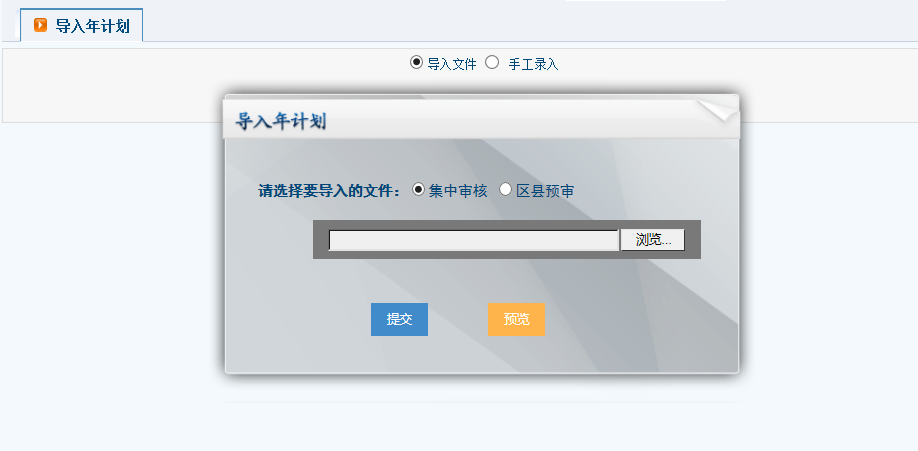 导入年计划
导入文件 手工录入
导入年计划
请选择要导入的文件： 集中审核 区县预审
浏览...
提交 预览